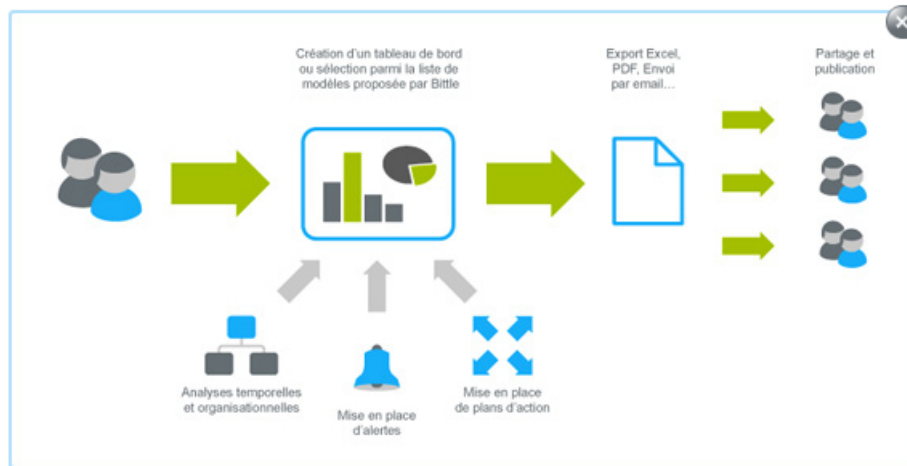 Création d'un tableau de bord
ou sélection parmi la liste de
modèles proposée par Bittle
Export Excel,
PDF, Envoi
par email...
Partage et
publication
Analyses temporelles
et organisationnelles
Mise en place
d'alertes
Mise en place
de plans d'action